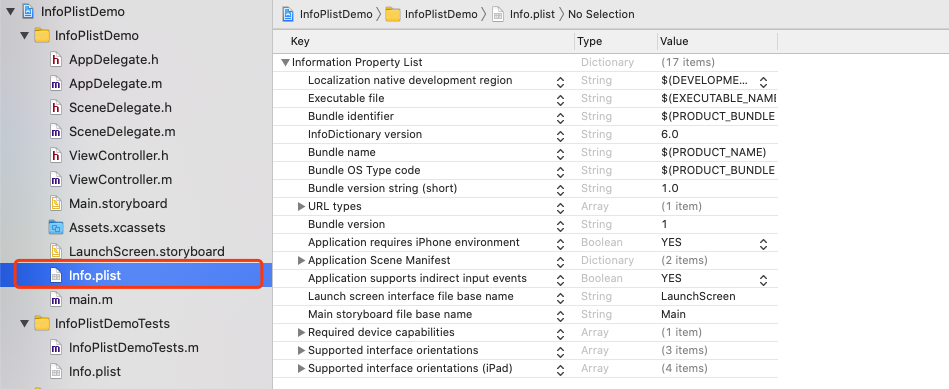 InfoPlistDemo
InfoPlistDemo
AppDelegate.h
AppDelegate.m
SceneDelegate.h
SceneDelegate.m
ViewController.h
ViewController.m
Main.storyboard
Assets.xcassets
LaunchScreen.storyboard
Info.plist
main.m
InfoPlistDemoTests
InfoPlistDemoTests.m
Info.plist
InfoPlistDemo InfoPlistDemo Info.plist No Selection
Key Type Value
Information Property List Dictionary (17 items)
Localization native development region String $(DEVELOPME...
Executable file String $(EXECUTABLE_NAME
Bundle identifier String $(PRODUCT_BUNDLE
InfoDictionary version String 6.0
Bundle name String $(PRODUCT_NAME)
Bundle OS Type code String $(PRODUCT_BUNDLE
Bundle version string (short) String 1.0
URL types Array (1 item)
Bundle version String 1
Application requires iPhone environment Boolean YES
Application Scene Manifest Dictionary (2 items)
Application supports indirect input events Boolean YES
Launch screen interface file base name String LaunchScreen
Main storyboard file base name String Main
Required device capabilities Array (1 item)
Supported interface orientations Array (3 items)
Supported interface orientations (iPad) Array (4 items)